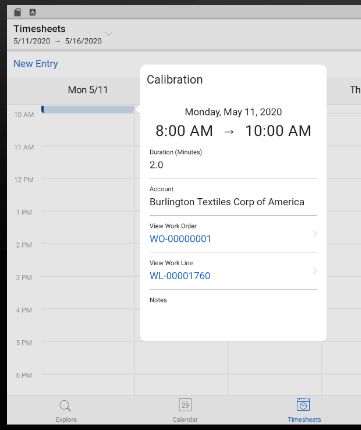 Timesheets
5/11/2020 → 5/16/2020
New Entry
Mon 5/11
Th
Calibration
Monday, May 11, 2020
8:00 AM → 10:00 AM
Duration (Minutes)
2.0
Account
Burlington Textiles Corp of America
View Work Order
WO-00000001
View Work Line
WL-00001760
Notes
10 AM
11 AM
12 PM
1 PM
2 PM
3 PM
4 PM
5 PM
6 PM
29
Explore
Calendar
Timesheets